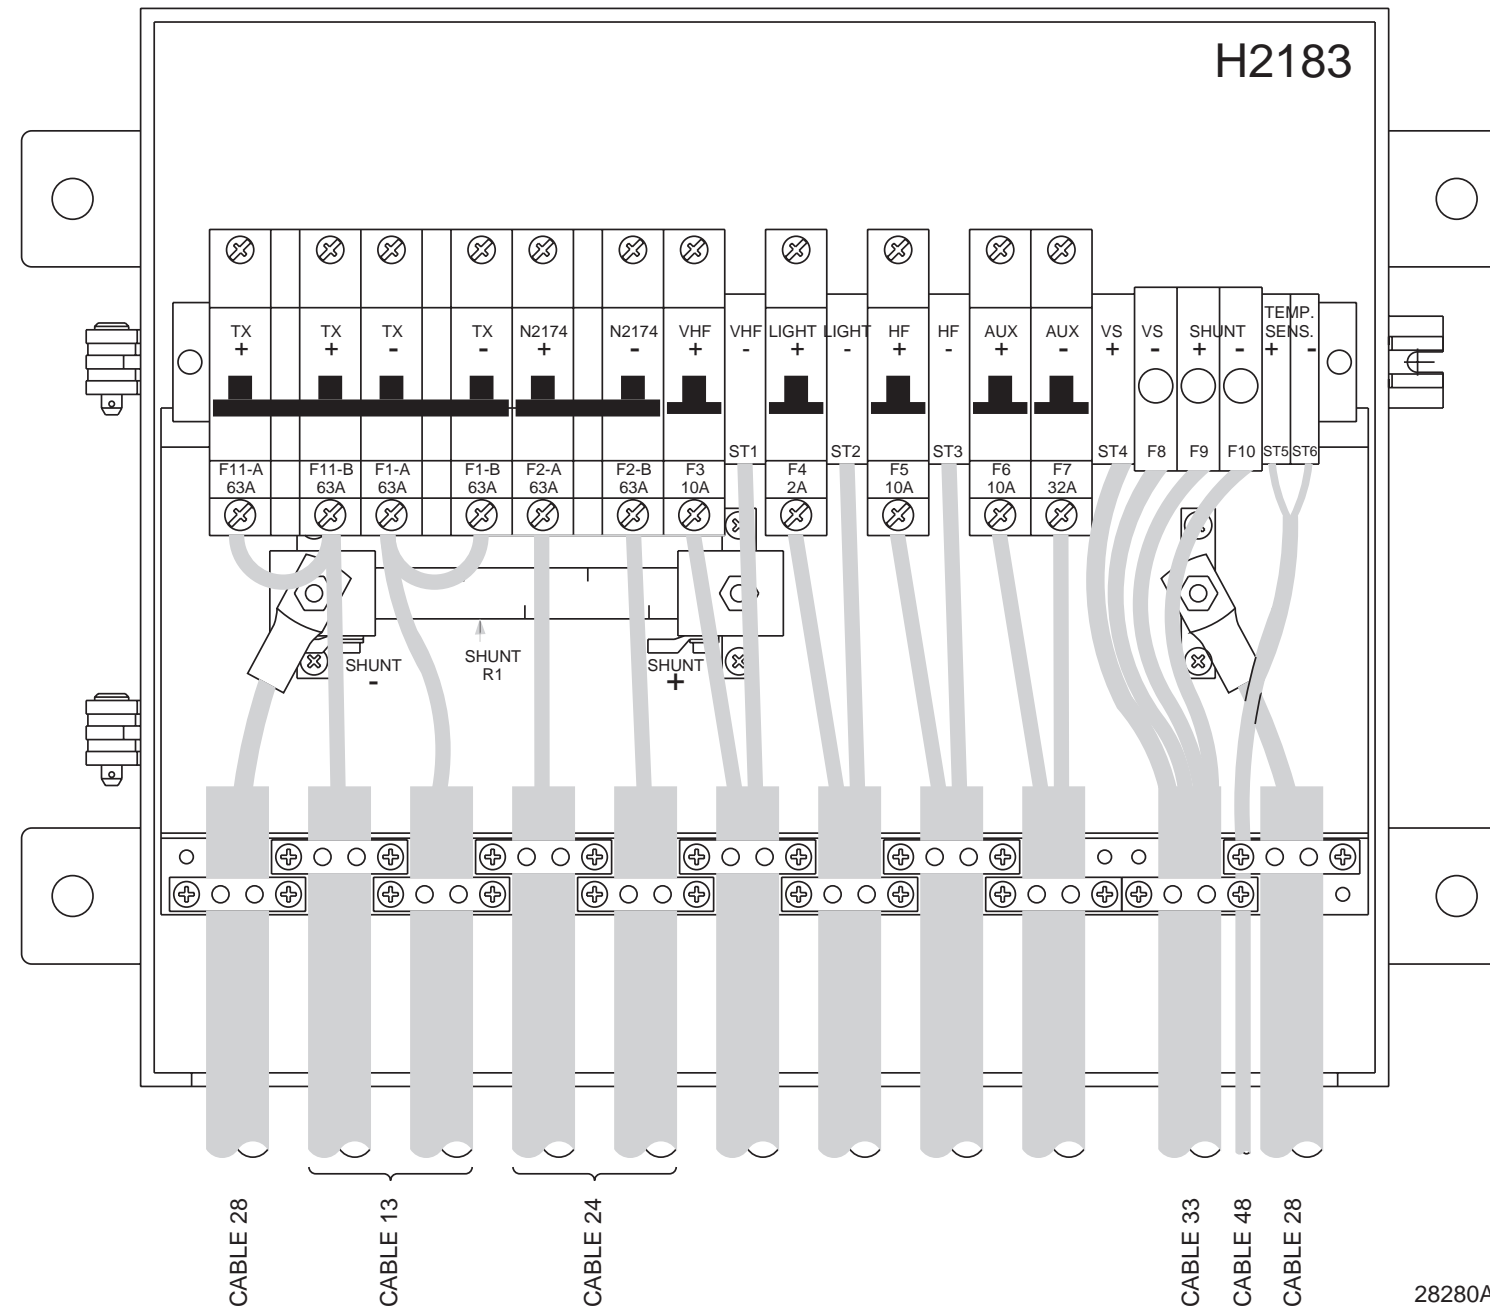 H2183
TX TX TX TX N2174 N2174 VHF VHF LIGHT LIGHT HF HF AUX AUX VS VS SHUNT TEMP. SENS.
+ + - - + - + - + - + - + - + - + - + -
ST1 ST2 ST3 ST4 F8 F9 F10 ST5 ST6
F11-A F11-B F1-A F1-B F2-A F2-B F3 F4 F5 F6 F7
63A 63A 63A 63A 63A 63A 10A 2A 10A 10A 32A
SHUNT
-
SHUNT
R1
SHUNT
+
CABLE 28
CABLE 13
CABLE 24
CABLE 33
CABLE 48
CABLE 28
28280A